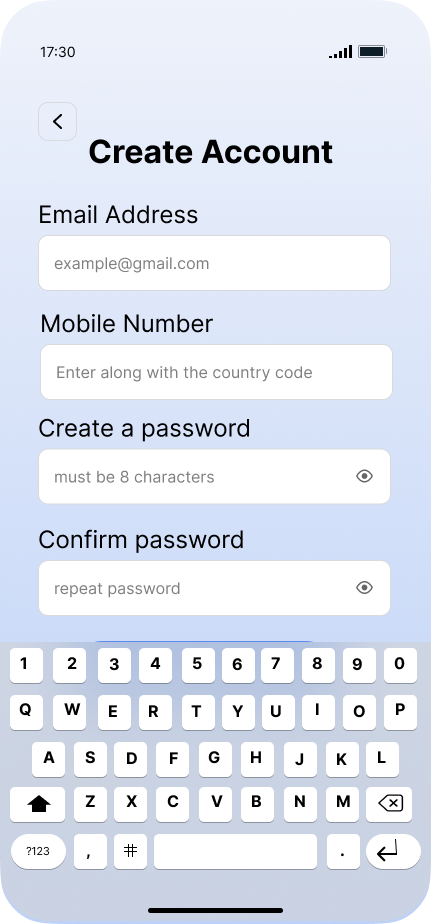 17:30
Create Account
Email Address
example@gmail.com
Mobile Number
Enter along with the country code
Create a password
must be 8 characters
Confirm password
repeat password
1 2 3 4 5 6 7 8 9 0
Q W E R T Y U I O P
A S D F G H J K L
Z X C V B N M
?123 , # .